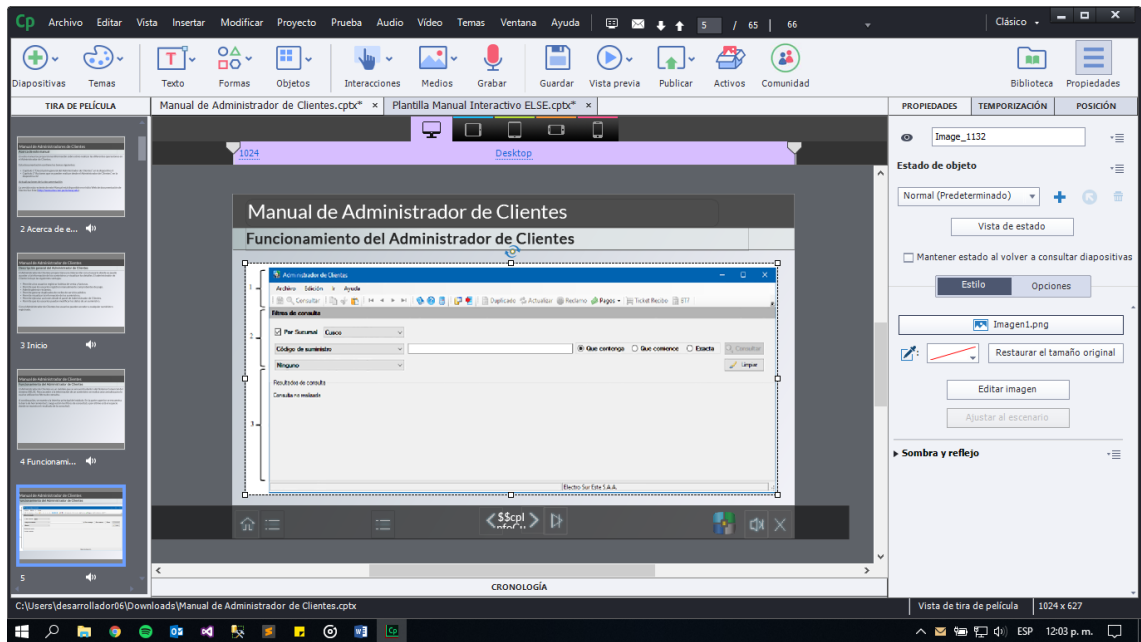 Cp Archivo Editar Vista Insertar Modificar Proyecto Prueba Audio Vídeo Temas Ventana Ayuda 5 / 65 66 Clásico
Diapositivas Temas Texto Formas Objetos Interacciones Medios Grabar Guardar Vista previa Publicar Activos Comunidad Biblioteca Propiedades
TIRA DE PELÍCULA
Manual de Administrador de Clientes.cptx* × Plantilla Manual Interactivo ELSE.cptx* ×
PROPIEDADES TEMPORIZACIÓN POSICIÓN
1024 Desktop
Manual de Administrador de Clientes
Funcionamiento del Administrador de Clientes
Administrador de Clientes
Archivo Edición Ir Ayuda
Consultar Duplicado Actualizar Reclamo Pagos Ticket Recibo
Filtros de consulta
1
2
3
Por Sucursal Cusco
Código de suministro Que contenga Que comience Exacta Consultar
Ninguno Limpiar
Resultados de consulta
Consulta no realizada
Electro Sur Este S.A.A.
<$$cpI >
2 Acerca de e...
3 Inicio
4 Funcionami...
5
CRONOLOGÍA
Image_1132
Estado de objeto
Normal (Predeterminado)
Vista de estado
Mantener estado al volver a consultar diapositivas
Estilo Opciones
Imagen1.png
Restaurar el tamaño original
Editar imagen
Ajustar al escenario
Sombra y reflejo
C:\Users\desarrollador06\Downloads\Manual de Administrador de Clientes.cptx
Vista de tira de película 1024 x 627
ESP 12:03 p. m.